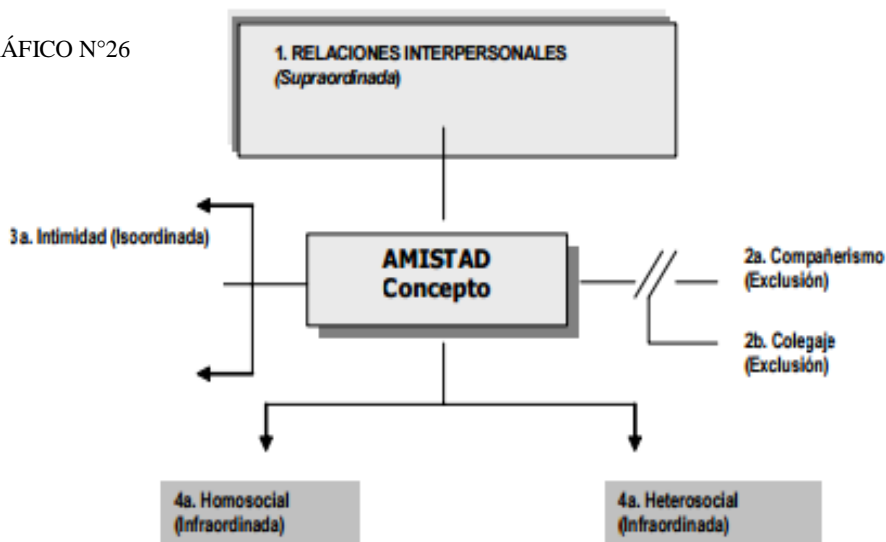 ÁFICO N°26
1. RELACIONES INTERPERSONALES
(Supraordinada)
3a. Intimidad (Isoordinada)
AMISTAD
Concepto
2a. Compañerismo
(Exclusión)
2b. Colegaje
(Exclusión)
4a. Homosocial
(Infraordinada)
4a. Heterosocial
(Infraordinada)